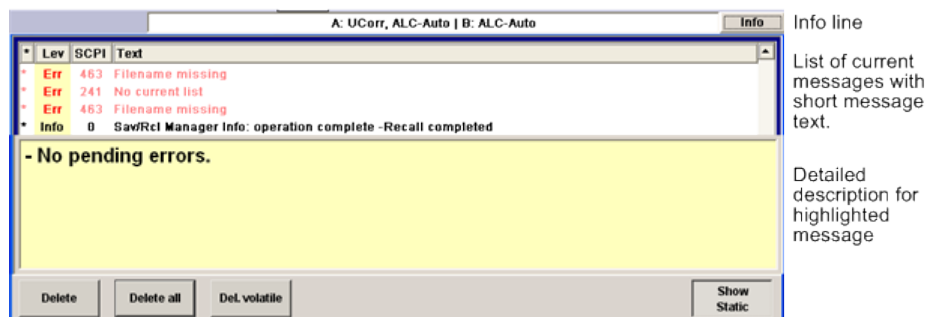 A: UCorr, ALC-Auto | B: ALC-Auto
Info
Info line
* Lev SCPI Text
* Err 463 Filename missing
* Err 241 No current list
* Err 463 Filename missing
* Info 0 Sav/Rcl Manager Info: operation complete -Recall completed
List of current
messages with
short message
text.
- No pending errors.
Detailed
description for
highlighted
message
Delete
Delete all
Del. volatile
Show
Static